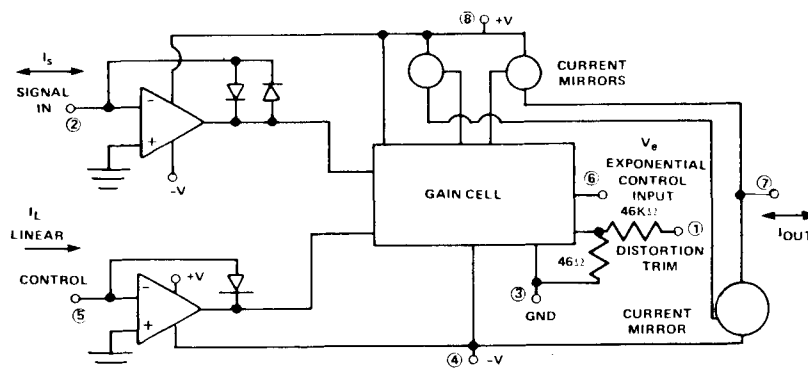 ⑧ +V
I_S
SIGNAL IN
②
−
+
-V
CURRENT MIRRORS
GAIN CELL
V_e
EXPONENTIAL CONTROL INPUT
⑥
⑦
I_OUT
46KΩ
①
DISTORTION TRIM
46Ω
③
GND
I_L
LINEAR
CONTROL
⑤
+V
−
+
④ -V
CURRENT MIRROR